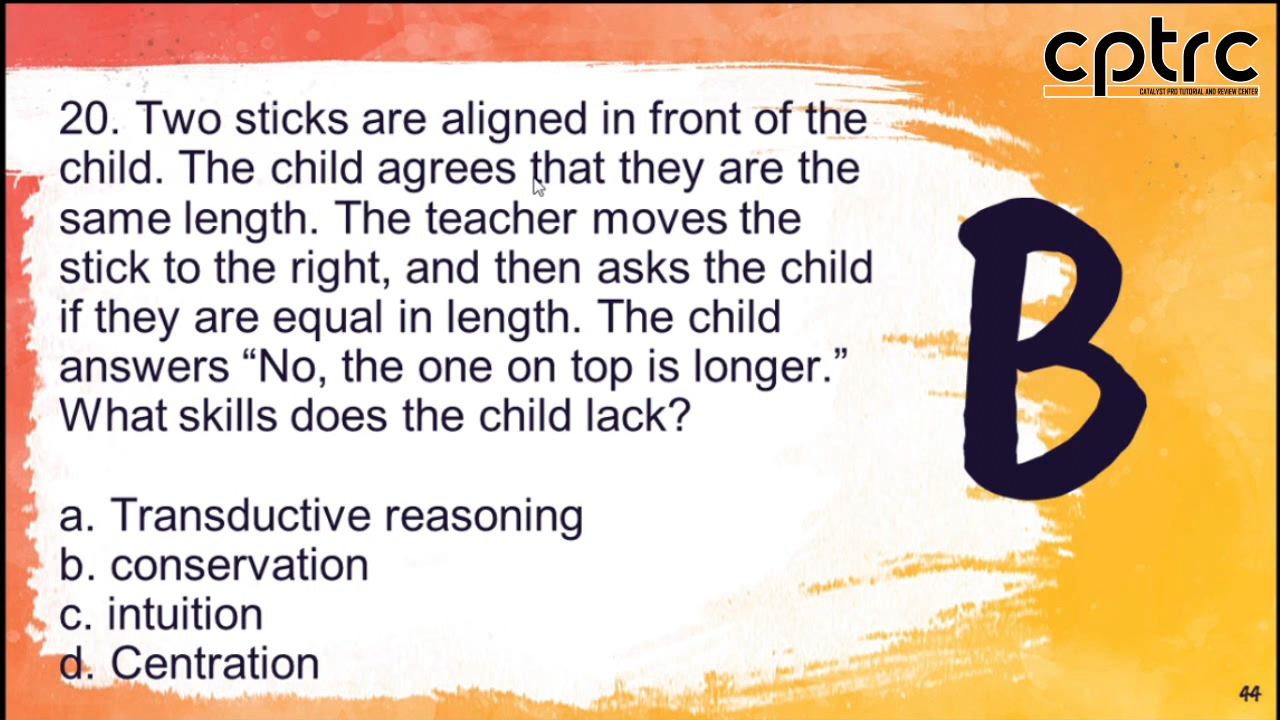 cptrc
CATALYST PRO TUTORIAL AND REVIEW CENTER
20. Two sticks are aligned in front of the
child. The child agrees that they are the
same length. The teacher moves the
stick to the right, and then asks the child
if they are equal in length. The child
answers “No, the one on top is longer.”
What skills does the child lack?
a. Transductive reasoning
b. conservation
c. intuition
d. Centration
B
44